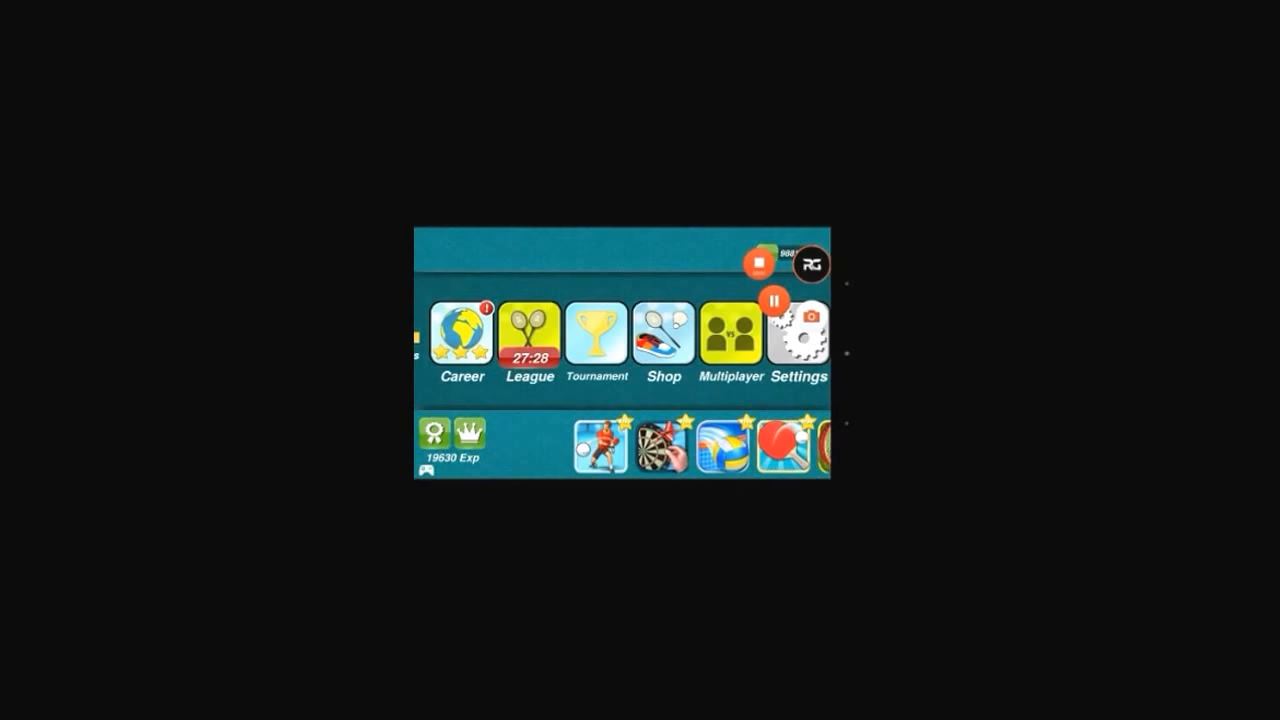 RG
27:28
VS
Career
League
Tournament
Shop
Multiplayer
Settings
19630 Exp